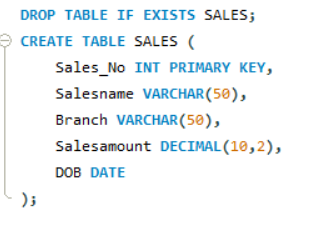 DROP TABLE IF EXISTS SALES;
CREATE TABLE SALES (
Sales_No INT PRIMARY KEY,
Salesname VARCHAR(50),
Branch VARCHAR(50),
Salesamount DECIMAL(10,2),
DOB DATE
);